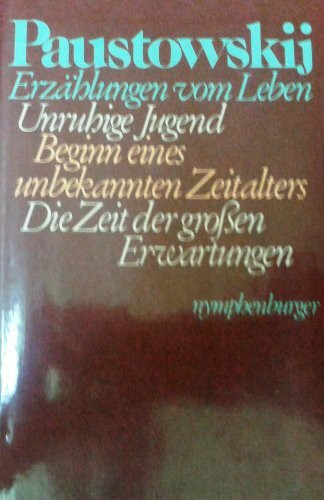 Paustowskij
Erzählungen vom Leben
Unruhige Jugend
Beginn eines
unbekannten Zeitalters
Die Zeit der großen
Erwartungen
nymphenburger